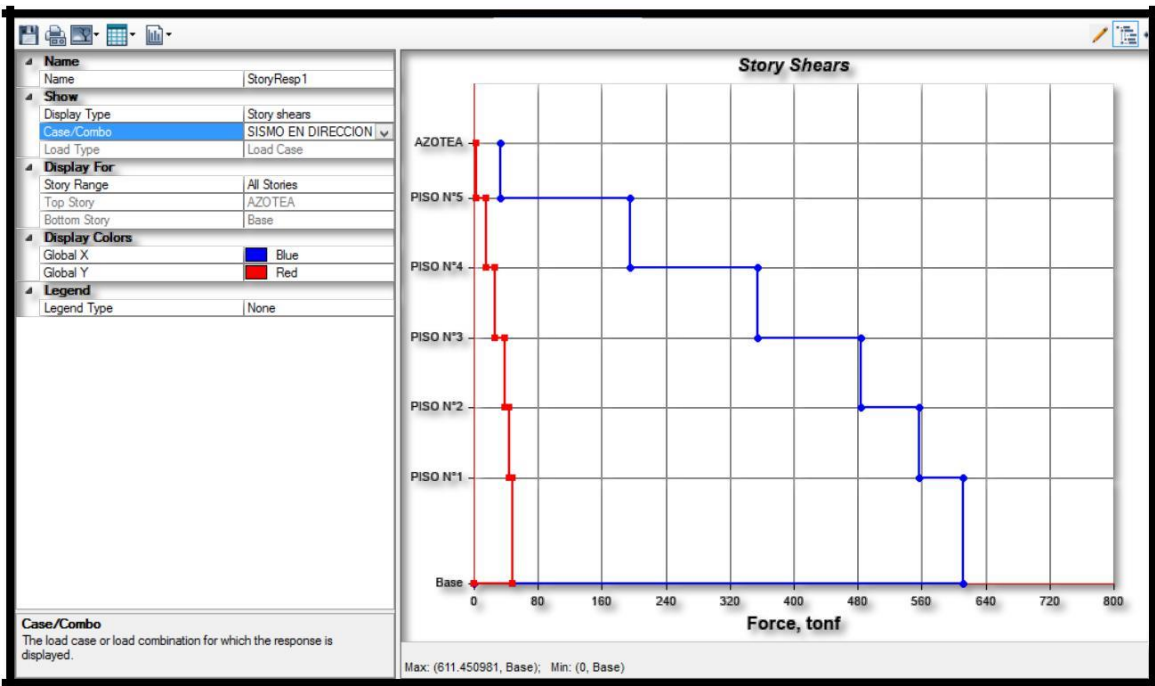 Name
Name StoryResp1
Show
Display Type Story shears
Case/Combo SISMO EN DIRECCION
Load Type Load Case
Display For
Story Range All Stories
Top Story AZOTEA
Bottom Story Base
Display Colors
Global X Blue
Global Y Red
Legend
Legend Type None
Case/Combo
The load case or load combination for which the response is
displayed.
Story Shears
AZOTEA
PISO N°5
PISO N°4
PISO N°3
PISO N°2
PISO N°1
Base
0 80 160 240 320 400 480 560 640 720 800
Force, tonf
Max: (611.450981, Base); Min: (0, Base)